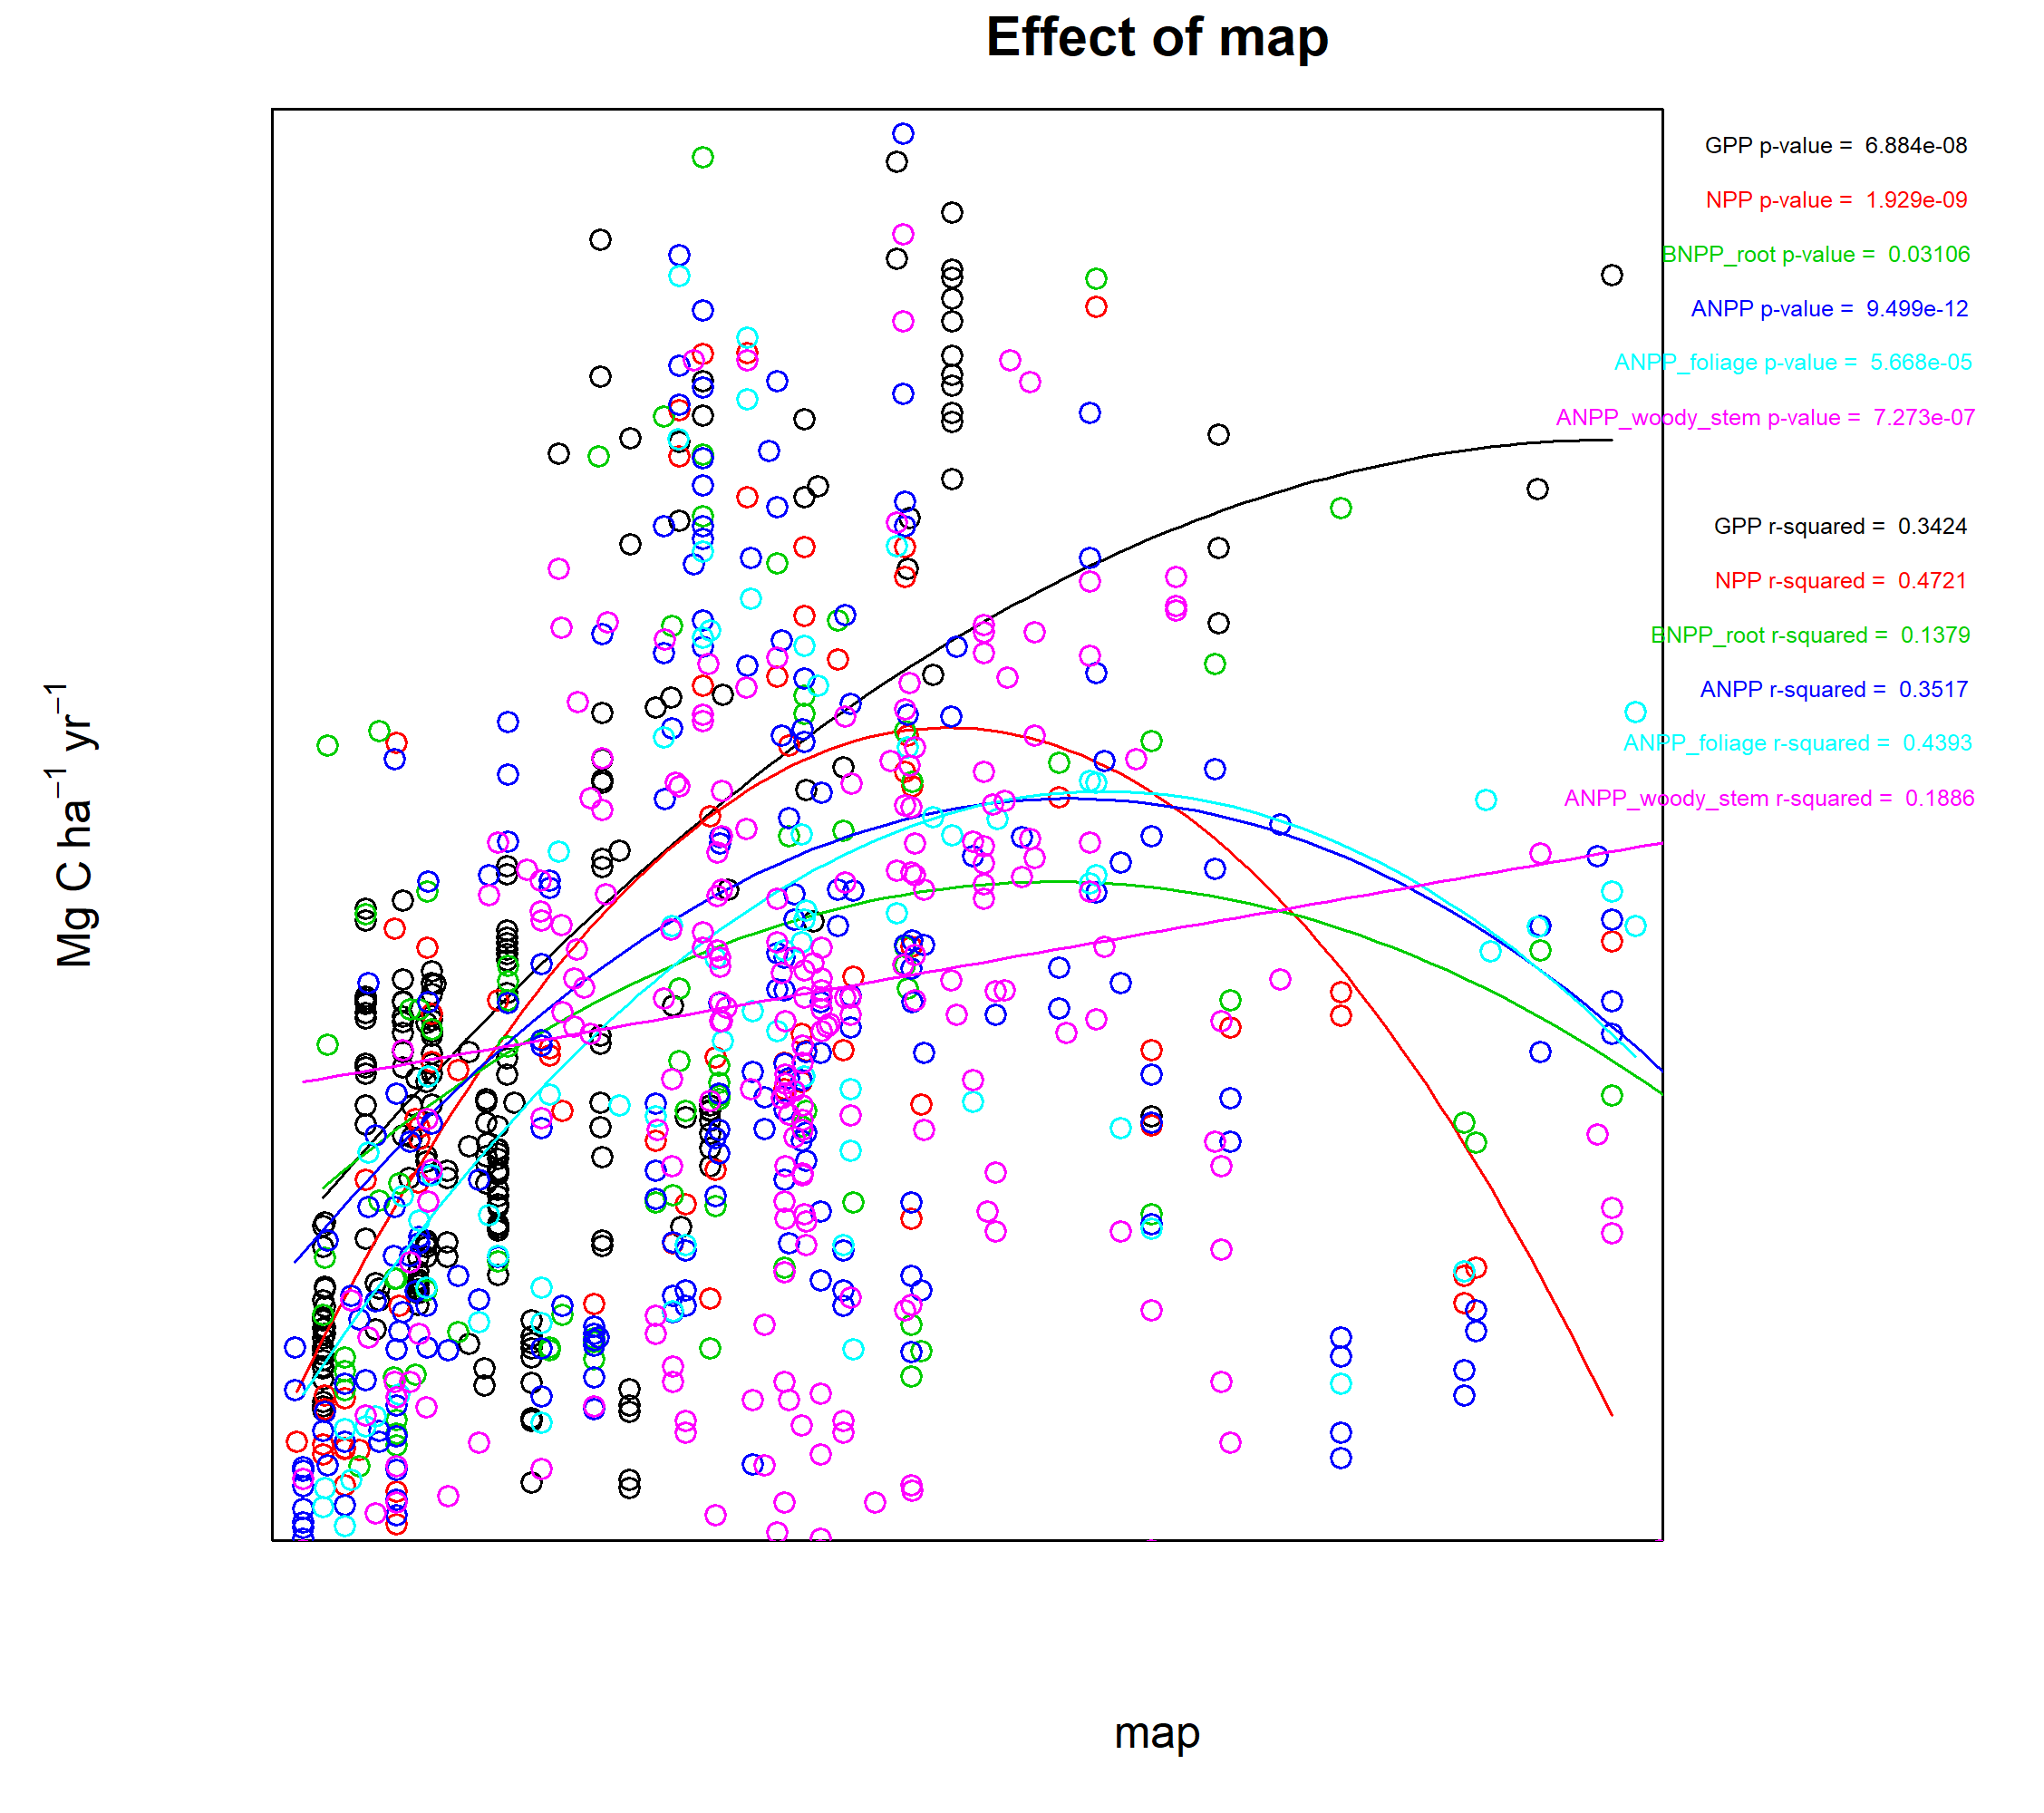 Effect of map
Mg C ha⁻¹ yr⁻¹
GPP p-value = 6.884e-08
NPP p-value = 1.929e-09
BNPP_root p-value = 0.03106
ANPP p-value = 9.499e-12
ANPP_foliage p-value = 5.668e-05
ANPP_woody_stem p-value = 7.273e-07
GPP r-squared = 0.3424
NPP r-squared = 0.4721
BNPP_root r-squared = 0.1379
ANPP r-squared = 0.3517
ANPP_foliage r-squared = 0.4393
ANPP_woody_stem r-squared = 0.1886
map